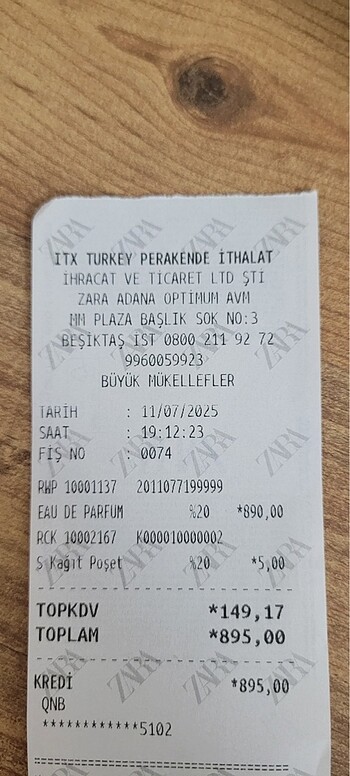 ITX TURKEY PERAKENDE İTHALAT
İHRACAT VE TİCARET LTD ŞTİ
ZARA ADANA OPTİMUM AVM
MM PLAZA BAŞLIK SOK NO:3
BEŞİKTAŞ İST 0800 211 92 72
9960059923
BÜYÜK MÜKELLEFLER
TARİH : 11/07/2025
SAAT : 19:12:23
FİŞ NO : 0074
RWP 10001137 2011077199999
EAU DE PARFUM %20 *890,00
RCK 10002167 K000010000002
S Kağıt Poşet %20 *5,00
TOPKDV *149,17
TOPLAM *895,00
KREDİ *895,00
QNB
************5102